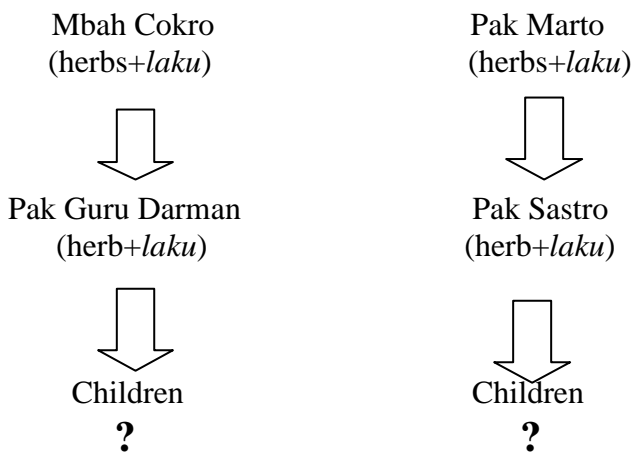 Mbah Cokro
(herbs+laku)
Pak Guru Darman
(herb+laku)
Children
?
Pak Marto
(herbs+laku)
Pak Sastro
(herb+laku)
Children
?